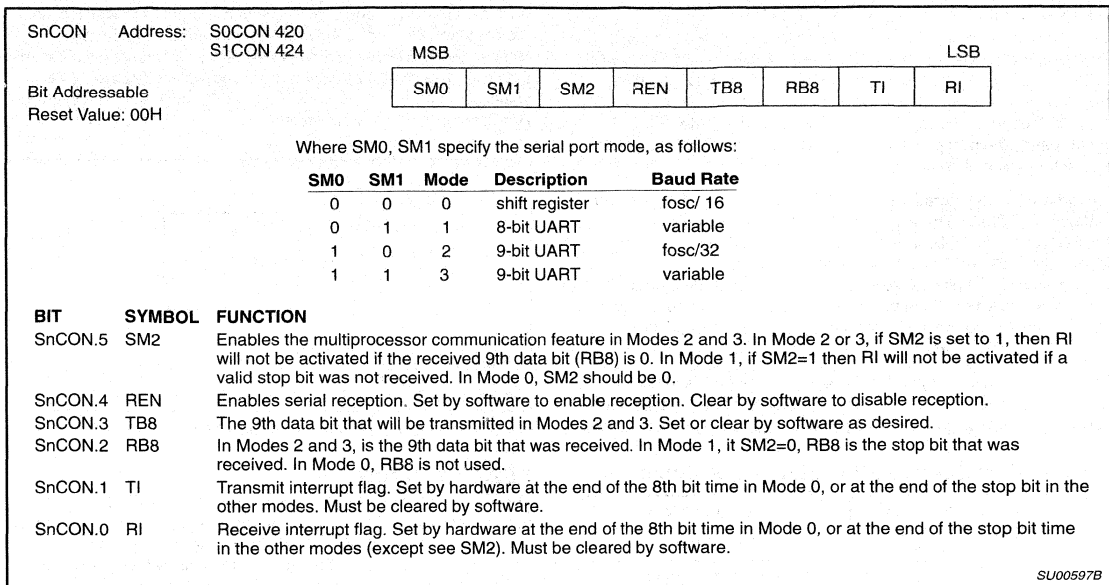 SnCON Address: S0CON 420
S1CON 424
MSB LSB
Bit Addressable
Reset Value: 00H
SM0 SM1 SM2 REN TB8 RB8 TI RI
Where SM0, SM1 specify the serial port mode, as follows:
SM0 SM1 Mode Description Baud Rate
0 0 0 shift register fosc/ 16
0 1 1 8-bit UART variable
1 0 2 9-bit UART fosc/32
1 1 3 9-bit UART variable
BIT SYMBOL FUNCTION
SnCON.5 SM2 Enables the multiprocessor communication feature in Modes 2 and 3. In Mode 2 or 3, if SM2 is set to 1, then RI
will not be activated if the received 9th data bit (RB8) is 0. In Mode 1, if SM2=1 then RI will not be activated if a
valid stop bit was not received. In Mode 0, SM2 should be 0.
SnCON.4 REN Enables serial reception. Set by software to enable reception. Clear by software to disable reception.
SnCON.3 TB8 The 9th data bit that will be transmitted in Modes 2 and 3. Set or clear by software as desired.
SnCON.2 RB8 In Modes 2 and 3, is the 9th data bit that was received. In Mode 1, it SM2=0, RB8 is the stop bit that was
received. In Mode 0, RB8 is not used.
SnCON.1 TI Transmit interrupt flag. Set by hardware at the end of the 8th bit time in Mode 0, or at the end of the stop bit in the
other modes. Must be cleared by software.
SnCON.0 RI Receive interrupt flag. Set by hardware at the end of the 8th bit time in Mode 0, or at the end of the stop bit time
in the other modes (except see SM2). Must be cleared by software.
SU00597B